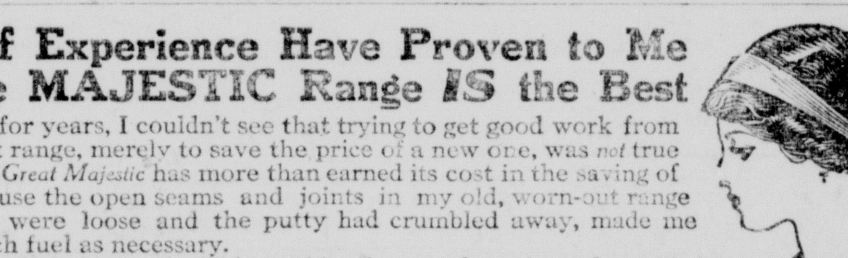 f Experience Have Proven to Me
e MAJESTIC Range IS the Best
for years, I couldn't see that trying to get good work from
t range, merely to save the price of a new one, was not true
Great Majestic has more than earned its cost in the saving of
use the open seams and joints in my old, worn-out range
were loose and the putty had crumbled away, made me
h fuel as necessary.